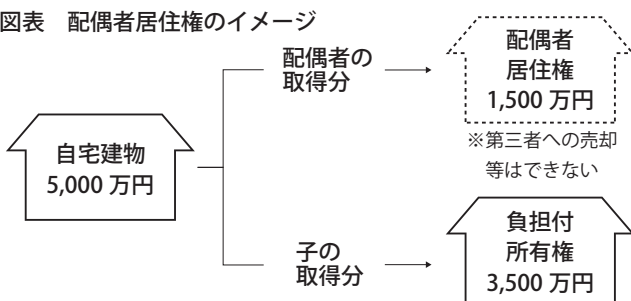 図表　配偶者居住権のイメージ
自宅建物
5,000 万円
配偶者の
取得分
配偶者
居住権
1,500 万円
※第三者への売却
等はできない
子の
取得分
負担付
所有権
3,500 万円